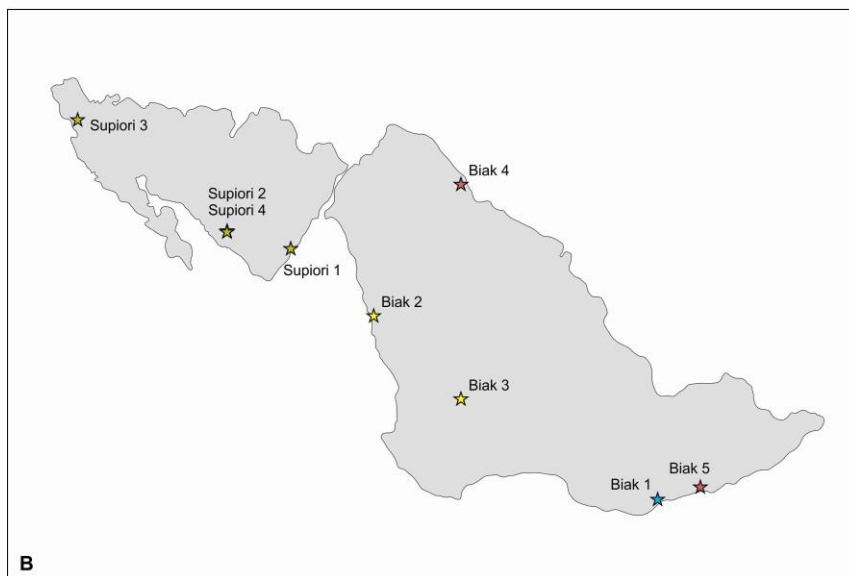 Supiori 3
Biak 4
Supiori 2
Supiori 4
Supiori 1
Biak 2
Biak 3
Biak 5
Biak 1
B